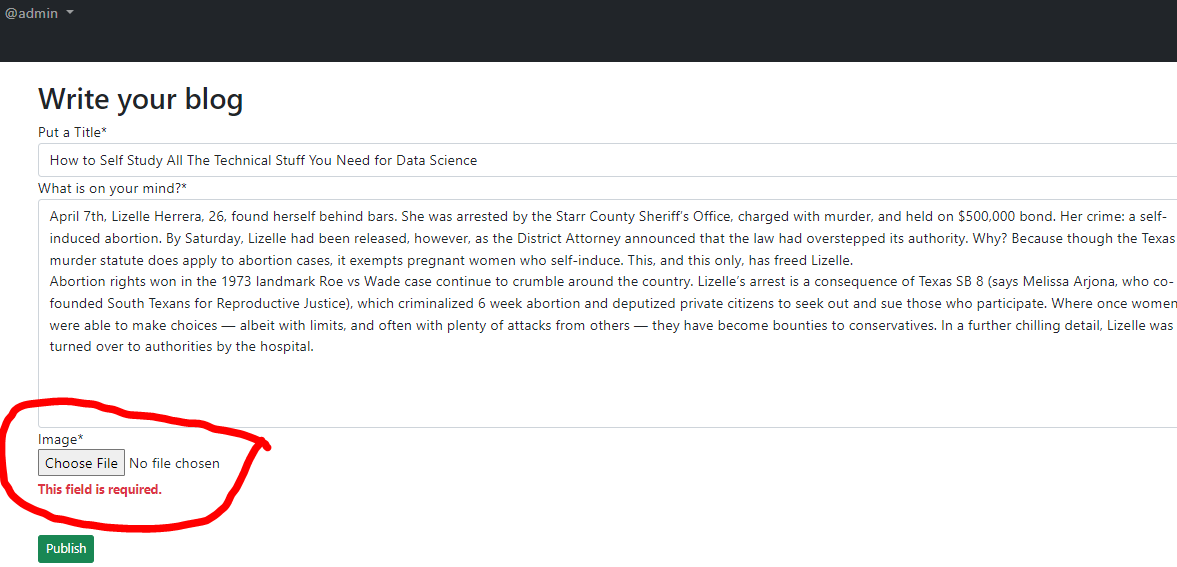 @admin
Write your blog
Put a Title*
How to Self Study All The Technical Stuff You Need for Data Science
What is on your mind?*
April 7th, Lizelle Herrera, 26, found herself behind bars. She was arrested by the Starr County Sheriff’s Office, charged with murder, and held on $500,000 bond. Her crime: a self-
induced abortion. By Saturday, Lizelle had been released, however, as the District Attorney announced that the law had overstepped its authority. Why? Because though the Texas
murder statute does apply to abortion cases, it exempts pregnant women who self-induce. This, and this only, has freed Lizelle.
Abortion rights won in the 1973 landmark Roe vs Wade case continue to crumble around the country. Lizelle’s arrest is a consequence of Texas SB 8 (says Melissa Arjona, who co-
founded South Texans for Reproductive Justice), which criminalized 6 week abortion and deputized private citizens to seek out and sue those who participate. Where once women
were able to make choices — albeit with limits, and often with plenty of attacks from others — they have become bounties to conservatives. In a further chilling detail, Lizelle was
turned over to authorities by the hospital.
Image*
Choose File No file chosen
This field is required.
Publish